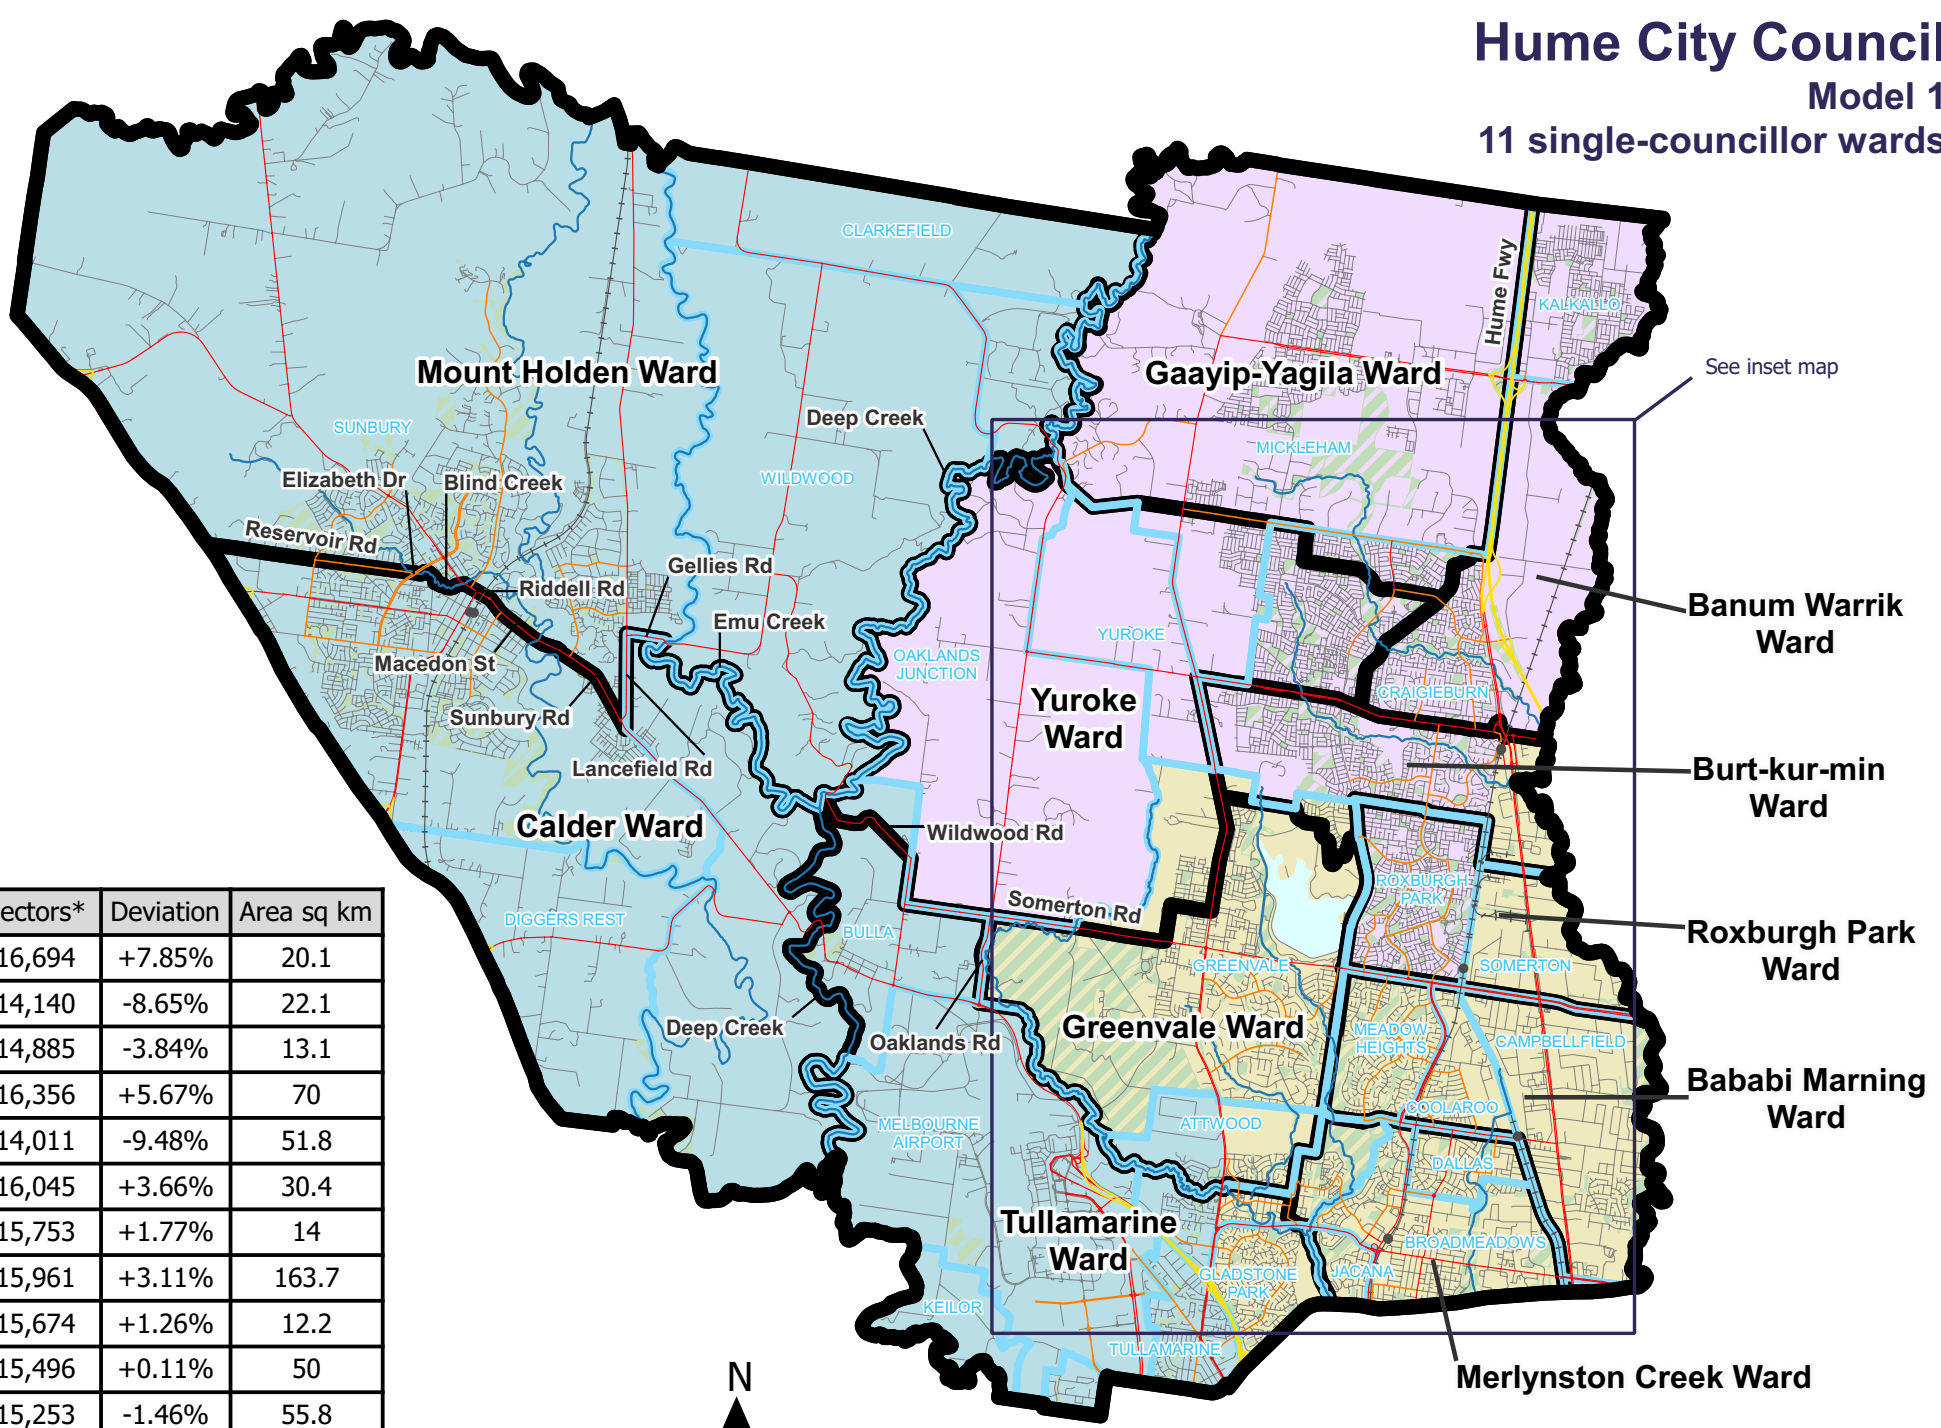 Hume City Council
Model 1
11 single-councillor wards
See inset map
CLARKEFIELD
Hume Fwy
KALKALLO
Mount Holden Ward
Gaayip-Yagila Ward
Deep Creek
SUNBURY
MICKLEHAM
WILDWOOD
Elizabeth Dr
Blind Creek
Reservoir Rd
Gellies Rd
Riddell Rd
Emu Creek
Banum Warrik
Ward
YUROKE
OAKLANDS
JUNCTION
Macedon St
CRAIGIEBURN
Yuroke
Ward
Sunbury Rd
Lancefield Rd
Burt-kur-min
Ward
Calder Ward
Wildwood Rd
ROXBURGH
PARK
Somerton Rd
DIGGERS REST
BULLA
Roxburgh Park
Ward
GREENVALE
SOMERTON
Deep Creek
Oaklands Rd
Greenvale Ward
MEADOW
HEIGHTS
CAMPBELLFIELD
Bababi Marning
Ward
COOLAROO
MELBOURNE
AIRPORT
ATTWOOD
DALLAS
Tullamarine
Ward
BROADMEADOWS
GLADSTONE
PARK
JACANA
KEILOR
TULLAMARINE
Merlynston Creek Ward
N
ectors* Deviation Area sq km
16,694 +7.85% 20.1
14,140 -8.65% 22.1
14,885 -3.84% 13.1
16,356 +5.67% 70
14,011 -9.48% 51.8
16,045 +3.66% 30.4
15,753 +1.77% 14
15,961 +3.11% 163.7
15,674 +1.26% 12.2
15,496 +0.11% 50
15,253 -1.46% 55.8